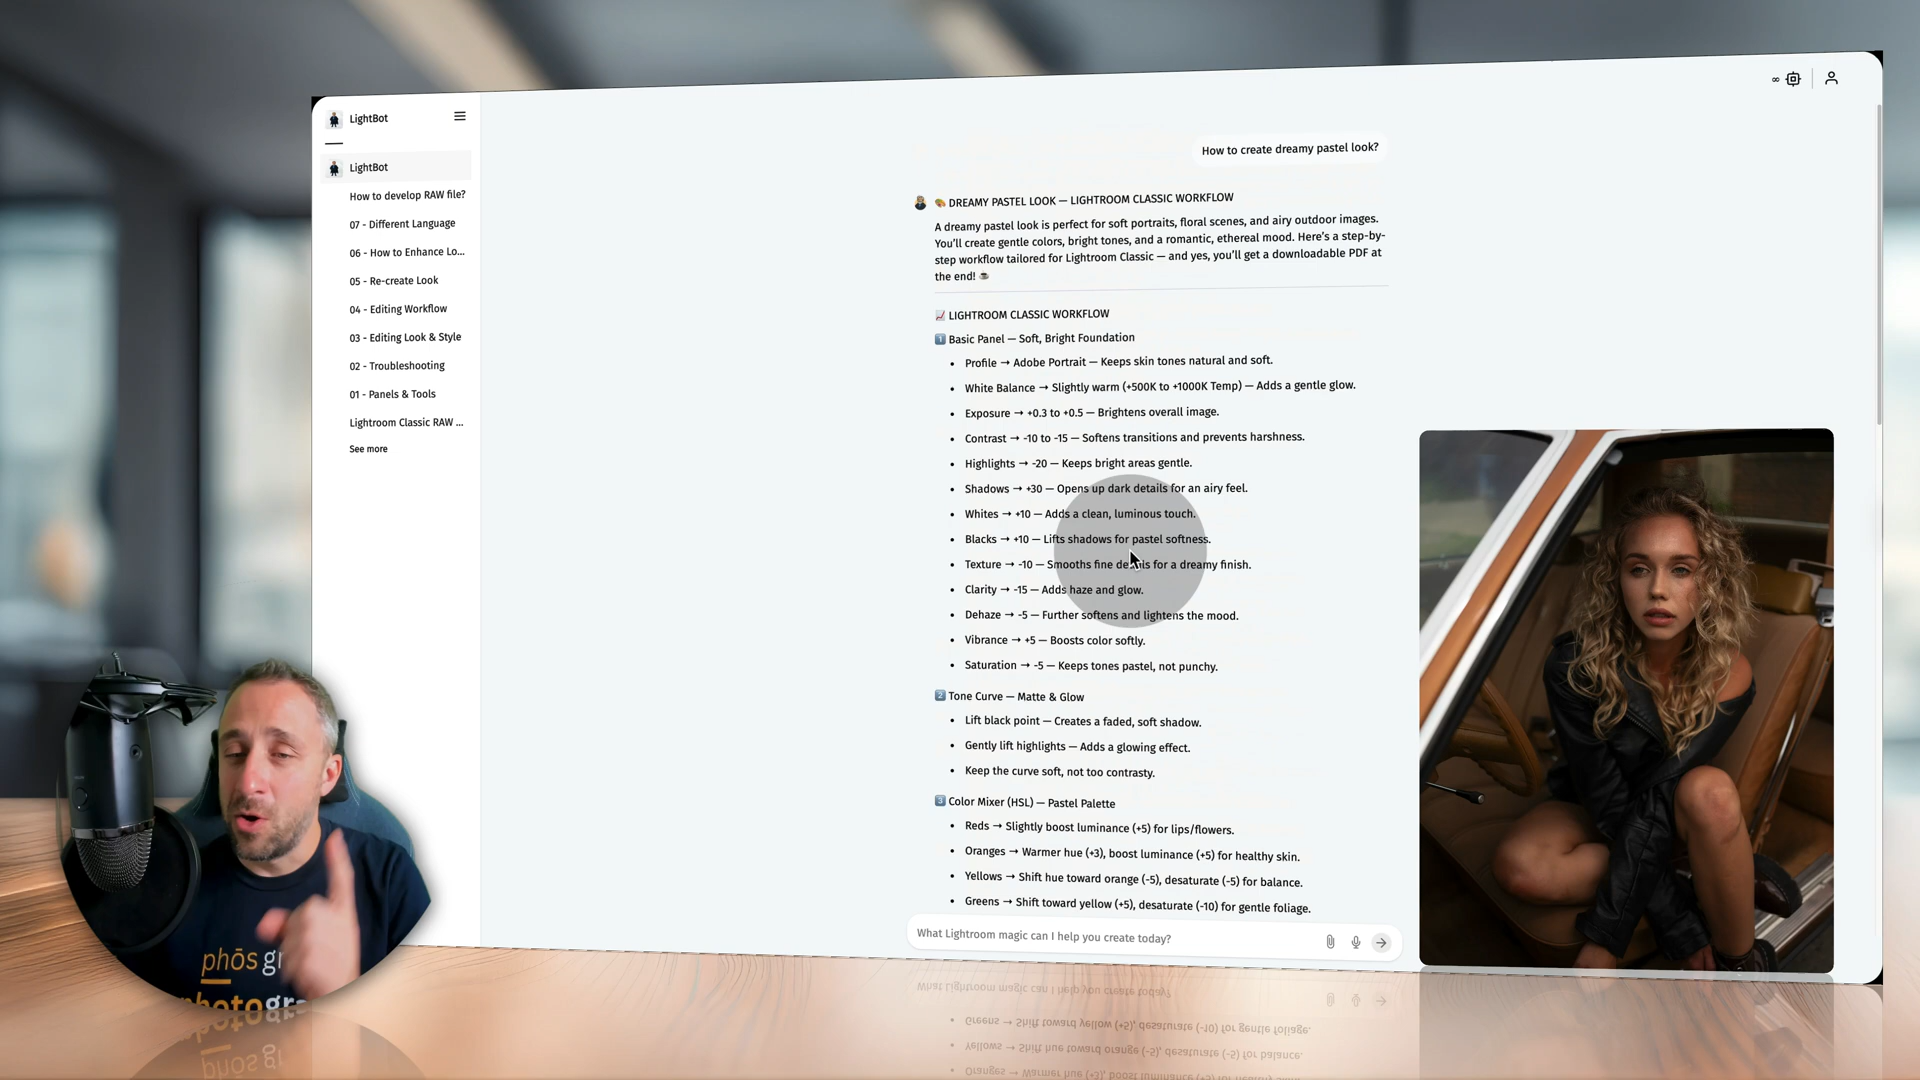 LightBot
LightBot
How to develop RAW file?
07 - Different Language
06 - How to Enhance Lo...
05 - Re-create Look
04 - Editing Workflow
03 - Editing Look & Style
02 - Troubleshooting
01 - Panels & Tools
Lightroom Classic RAW ...
See more
∞
How to create dreamy pastel look?
DREAMY PASTEL LOOK — LIGHTROOM CLASSIC WORKFLOW
A dreamy pastel look is perfect for soft portraits, floral scenes, and airy outdoor images.
You'll create gentle colors, bright tones, and a romantic, ethereal mood. Here's a step-by-
step workflow tailored for Lightroom Classic — and yes, you'll get a downloadable PDF at
the end! ☕
LIGHTROOM CLASSIC WORKFLOW
1 Basic Panel — Soft, Bright Foundation
• Profile → Adobe Portrait — Keeps skin tones natural and soft.
• White Balance → Slightly warm (+500K to +1000K Temp) — Adds a gentle glow.
• Exposure → +0.3 to +0.5 — Brightens overall image.
• Contrast → -10 to -15 — Softens transitions and prevents harshness.
• Highlights → -20 — Keeps bright areas gentle.
• Shadows → +30 — Opens up dark details for an airy feel.
• Whites → +10 — Adds a clean, luminous touch.
• Blacks → +10 — Lifts shadows for pastel softness.
• Texture → -10 — Smooths fine details for a dreamy finish.
• Clarity → -15 — Adds haze and glow.
• Dehaze → -5 — Further softens and lightens the mood.
• Vibrance → +5 — Boosts color softly.
• Saturation → -5 — Keeps tones pastel, not punchy.
2 Tone Curve — Matte & Glow
• Lift black point — Creates a faded, soft shadow.
• Gently lift highlights — Adds a glowing effect.
• Keep the curve soft, not too contrasty.
3 Color Mixer (HSL) — Pastel Palette
• Reds → Slightly boost luminance (+5) for lips/flowers.
• Oranges → Warmer hue (+3), boost luminance (+5) for healthy skin.
• Yellows → Shift hue toward orange (-5), desaturate (-5) for balance.
• Greens → Shift toward yellow (+5), desaturate (-10) for gentle foliage.
What Lightroom magic can I help you create today?
phōs gr
photogra